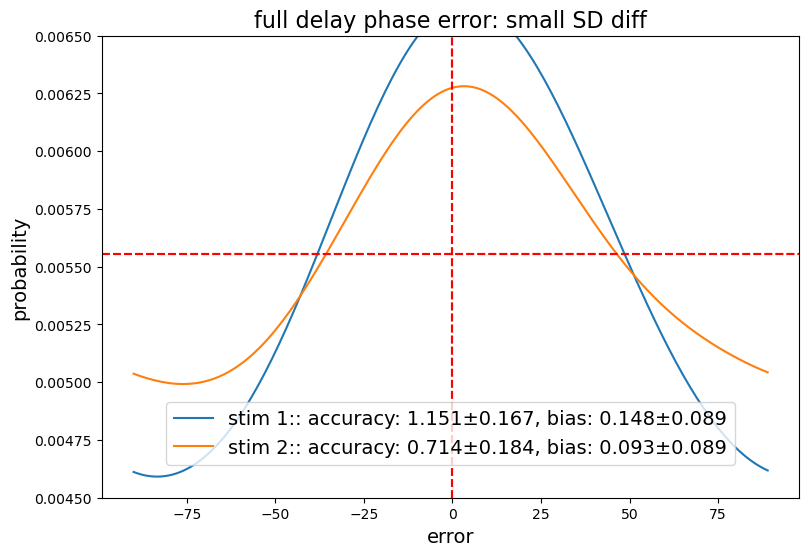 full delay phase error: small SD diff
0.00650
0.00625
0.00600
0.00575
0.00550
0.00525
0.00500
0.00475
0.00450
probability
stim 1:: accuracy: 1.151±0.167, bias: 0.148±0.089
stim 2:: accuracy: 0.714±0.184, bias: 0.093±0.089
−75 −50 −25 0 25 50 75
error